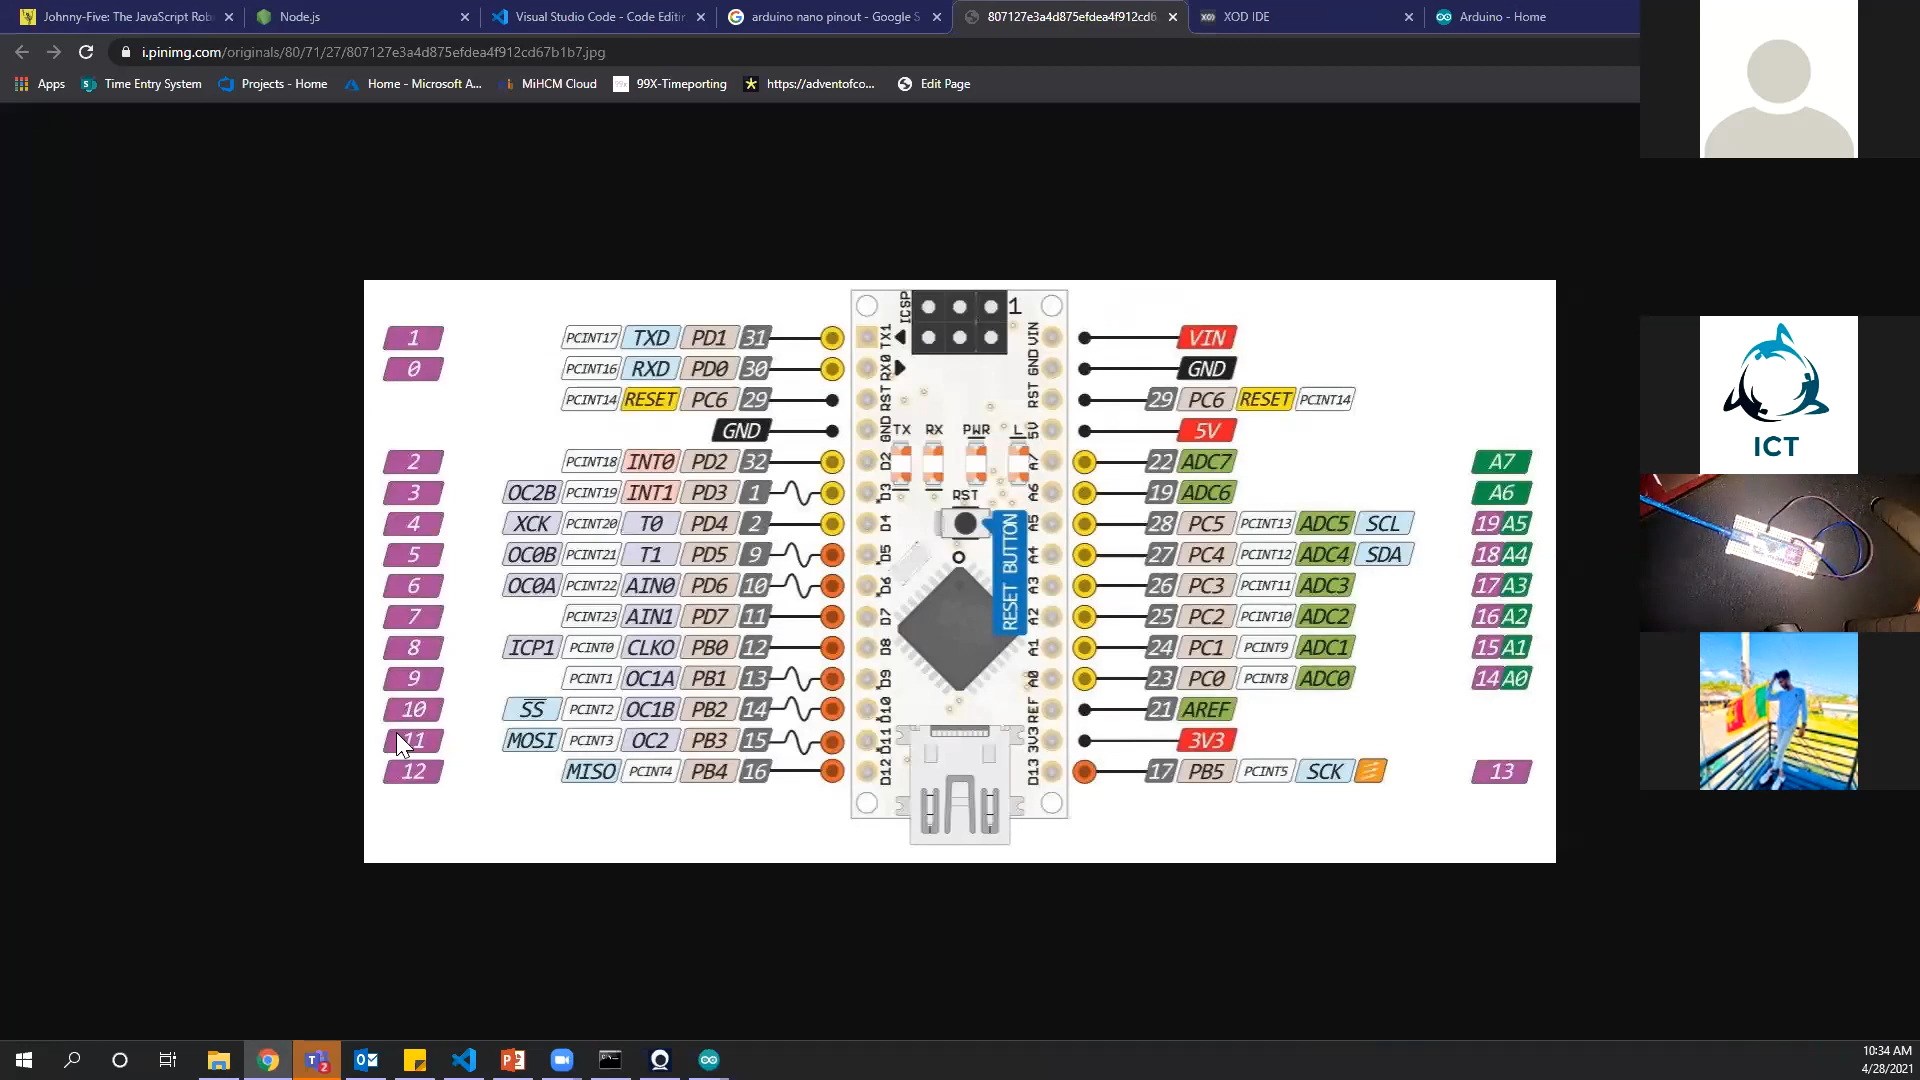 Johnny-Five: The JavaScript Rob
Node.js
Visual Studio Code - Code Editin
arduino nano pinout - Google S
807127e3a4d875efdea4f912cd6
XOD IDE
Arduino - Home
i.pinimg.com/originals/80/71/27/807127e3a4d875efdea4f912cd67b1b7.jpg
Apps
Time Entry System
Projects - Home
Home - Microsoft A...
MiHCM Cloud
99X-Timeporting
https://adventofco...
Edit Page
ICSP 1
1 PCINT17 TXD PD1 31 TX1 VIN VIN
0 PCINT16 RXD PD0 30 RX0 GND GND
PCINT14 RESET PC6 29 RST RST 29 PC6 RESET PCINT14
GND GND 5V 5V
TX RX PWR L
2 PCINT18 INT0 PD2 32 D2 A7 22 ADC7 A7
3 OC2B PCINT19 INT1 PD3 1 D3 A6 19 ADC6 A6
RST
4 XCK PCINT20 T0 PD4 2 D4 A5 28 PC5 PCINT13 ADC5 SCL 19 A5
RESET BUTTON
5 OC0B PCINT21 T1 PD5 9 D5 A4 27 PC4 PCINT12 ADC4 SDA 18 A4
6 OC0A PCINT22 AIN0 PD6 10 D6 A3 26 PC3 PCINT11 ADC3 17 A3
7 PCINT23 AIN1 PD7 11 D7 A2 25 PC2 PCINT10 ADC2 16 A2
8 ICP1 PCINT0 CLKO PB0 12 D8 A1 24 PC1 PCINT9 ADC1 15 A1
9 PCINT1 OC1A PB1 13 D9 A0 23 PC0 PCINT8 ADC0 14 A0
10 SS PCINT2 OC1B PB2 14 D10 REF 21 AREF
11 MOSI PCINT3 OC2 PB3 15 D11 3V3 3V3
12 MISO PCINT4 PB4 16 D12 D13 17 PB5 PCINT5 SCK 13
ICT
10:34 AM
4/28/2021